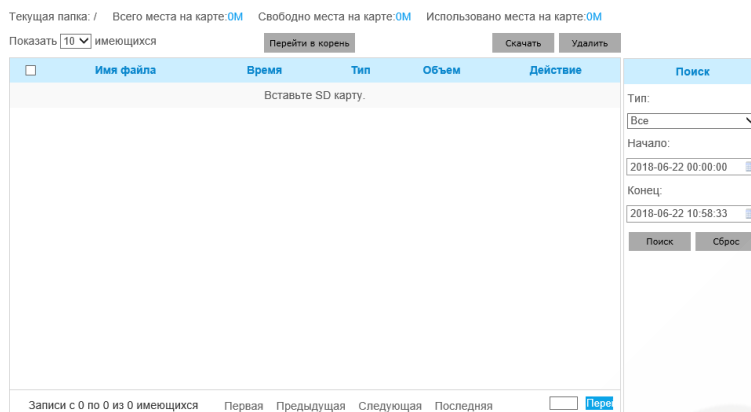 Текущая папка: / Всего места на карте:0M Свободно места на карте:0M Использовано места на карте:0M
Показать 10 имеющихся Перейти в корень Скачать Удалить
Имя файла Время Тип Объем Действие Поиск
Вставьте SD карту.
Тип:
Все
Начало:
2018-06-22 00:00:00
Конец:
2018-06-22 10:58:33
Поиск Сброс
Записи с 0 по 0 из 0 имеющихся Первая Предыдущая Следующая Последняя